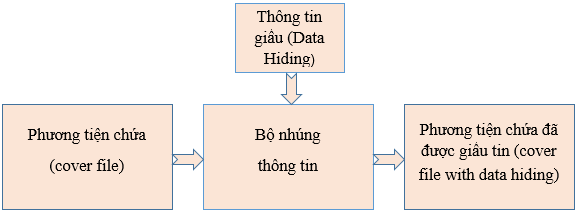 Thông tin
giấu (Data
Hiding)
Phương tiện chứa
(cover file)
Bộ nhúng
thông tin
Phương tiện chứa đã
được giấu tin (cover
file with data hiding)